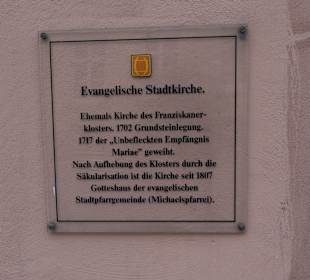 Evangelische Stadtkirche.
Ehemals Kirche des Franziskaner-
klosters. 1702 Grundsteinlegung.
1717 der „Unbefleckten Empfängnis
Mariae" geweiht.
Nach Aufhebung des Klosters durch die
Säkularisation ist die Kirche seit 1807
Gotteshaus der evangelischen
Stadtpfarrgemeinde (Michaelspfarrei).